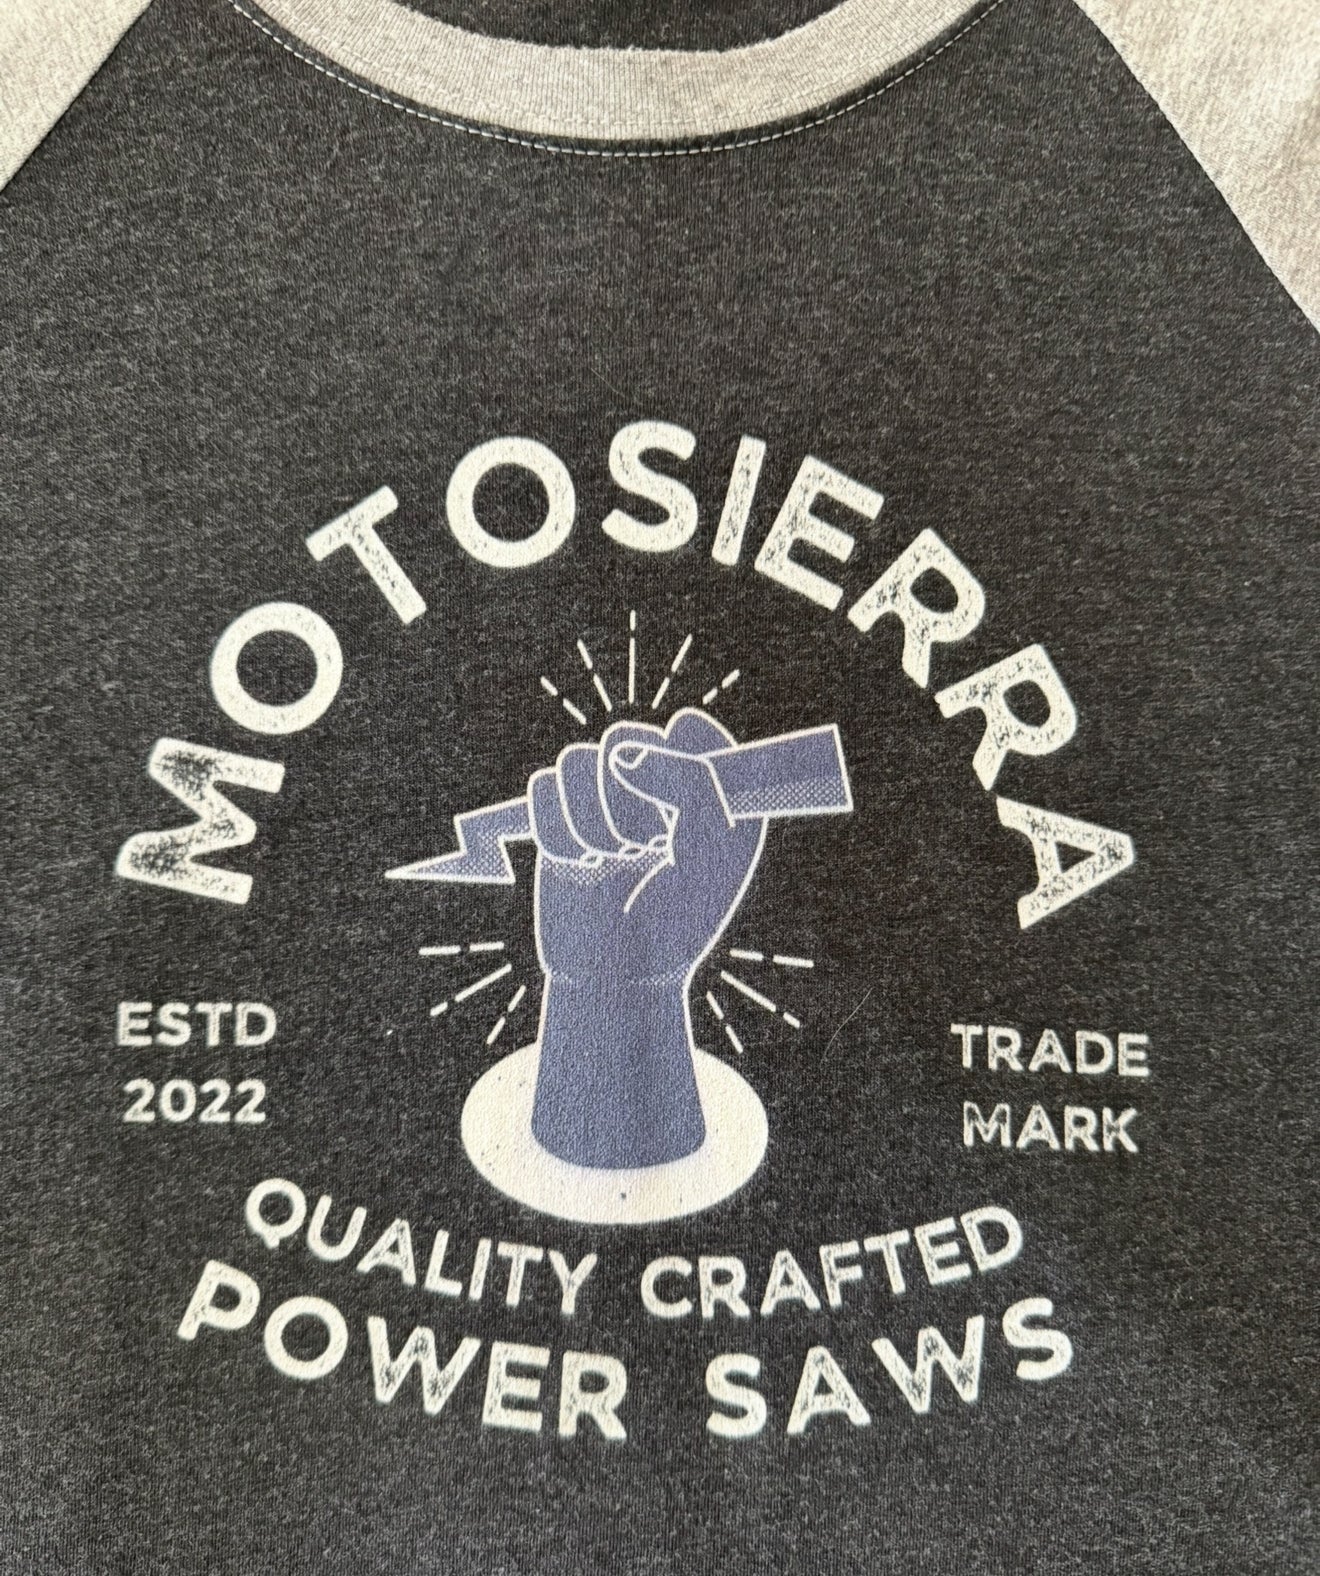 MOTOSIERRA
ESTD
2022
TRADE
MARK
QUALITY CRAFTED
POWER SAWS